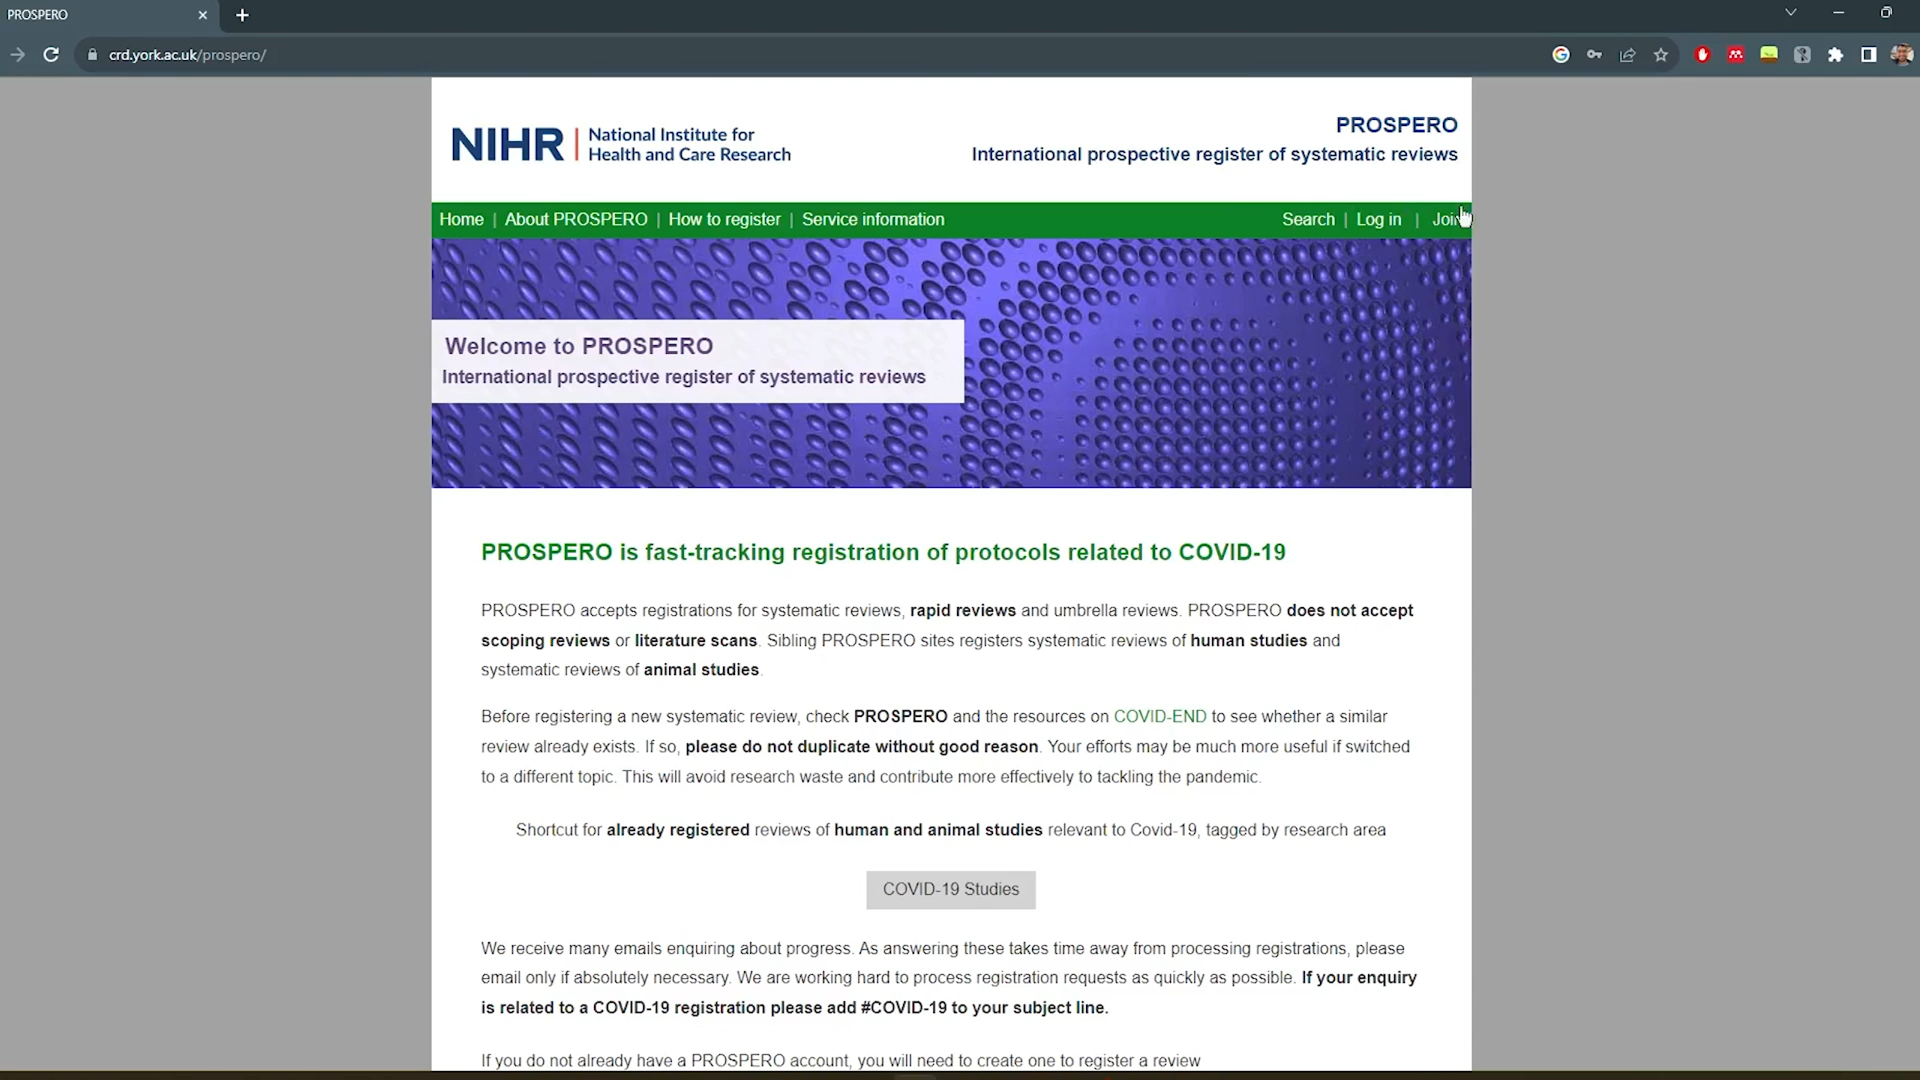 PROSPERO
crd.york.ac.uk/prospero/
NIHR | National Institute for
Health and Care Research
PROSPERO
International prospective register of systematic reviews
Home | About PROSPERO | How to register | Service information
Search | Log in | Join
Welcome to PROSPERO
International prospective register of systematic reviews
PROSPERO is fast-tracking registration of protocols related to COVID-19
PROSPERO accepts registrations for systematic reviews, rapid reviews and umbrella reviews. PROSPERO does not accept
scoping reviews or literature scans. Sibling PROSPERO sites registers systematic reviews of human studies and
systematic reviews of animal studies.
Before registering a new systematic review, check PROSPERO and the resources on COVID-END to see whether a similar
review already exists. If so, please do not duplicate without good reason. Your efforts may be much more useful if switched
to a different topic. This will avoid research waste and contribute more effectively to tackling the pandemic.
Shortcut for already registered reviews of human and animal studies relevant to Covid-19, tagged by research area
COVID-19 Studies
We receive many emails enquiring about progress. As answering these takes time away from processing registrations, please
email only if absolutely necessary. We are working hard to process registration requests as quickly as possible. If your enquiry
is related to a COVID-19 registration please add #COVID-19 to your subject line.
If you do not already have a PROSPERO account, you will need to create one to register a review